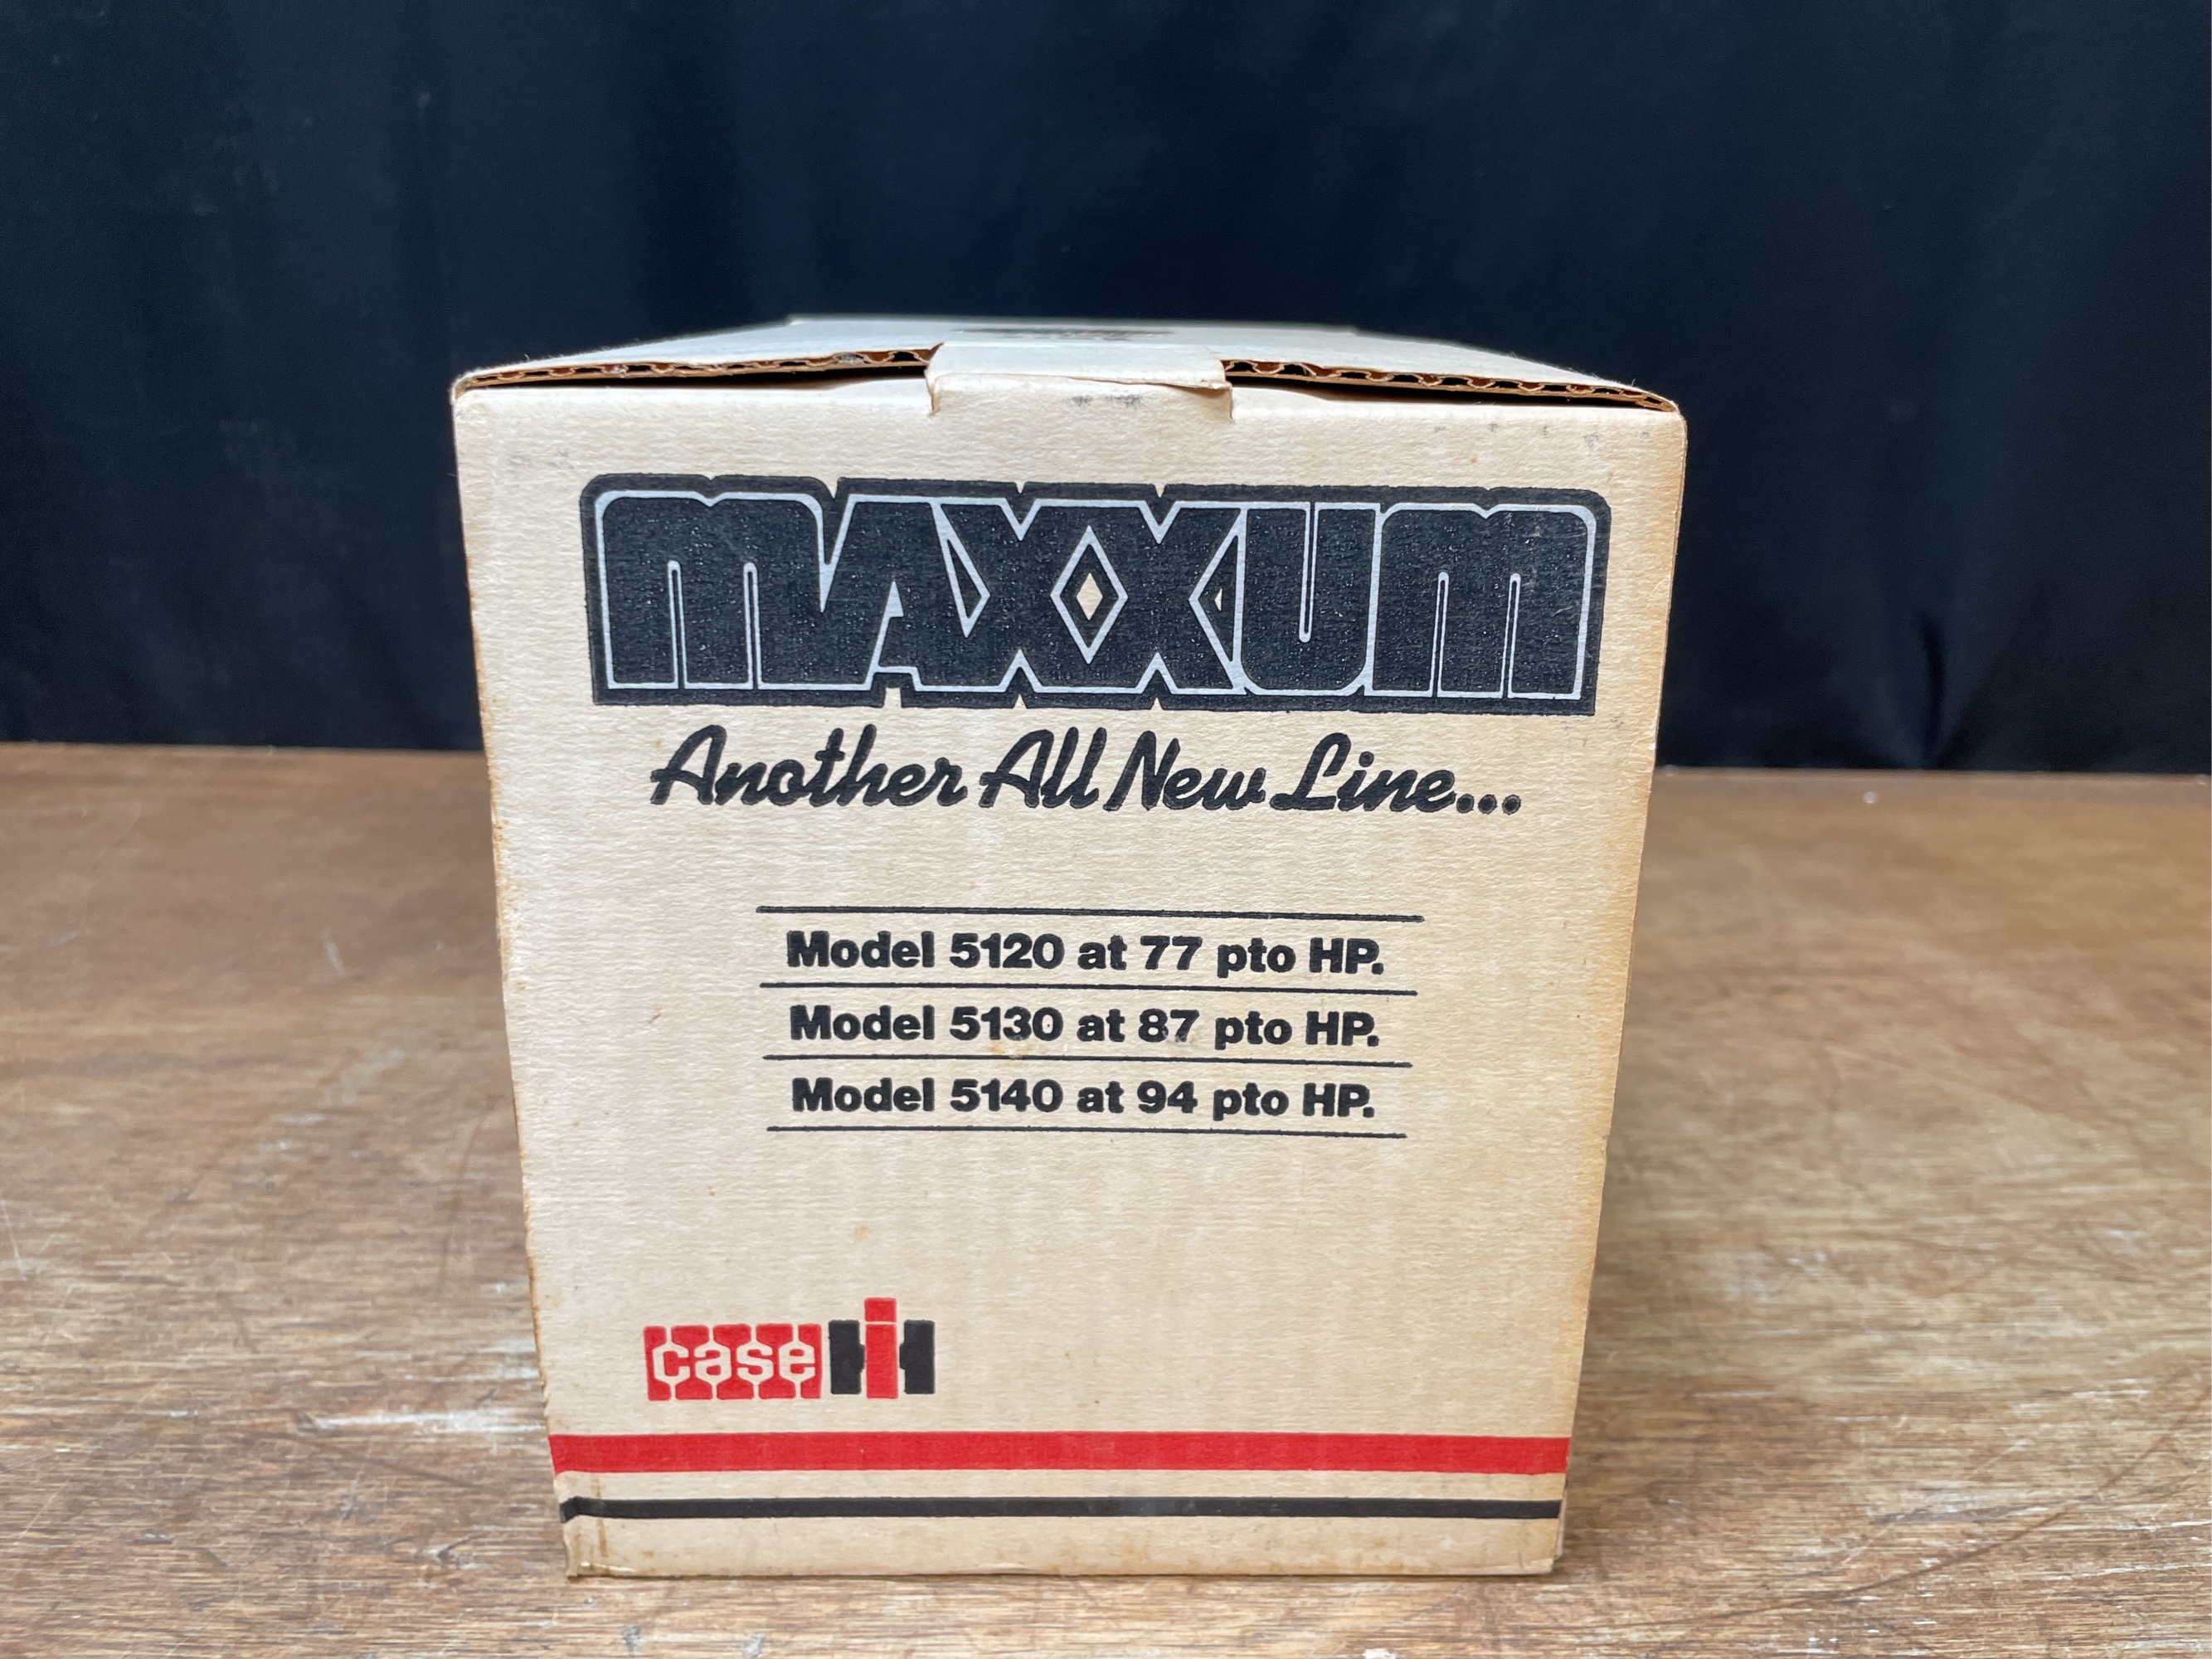 MAXXUM
Another All New Line...
Model 5120 at 77 pto HP.
Model 5130 at 87 pto HP.
Model 5140 at 94 pto HP.
case IH